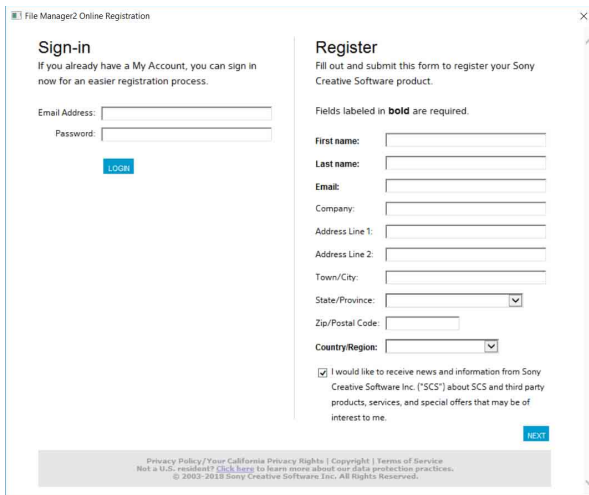 File Manager2 Online Registration
Sign-in
If you already have a My Account, you can sign in
now for an easier registration process.
Email Address:
Password:
LOGIN
Register
Fill out and submit this form to register your Sony
Creative Software product.
Fields labeled in bold are required.
First name:
Last name:
Email:
Company:
Address Line 1:
Address Line 2:
Town/City:
State/Province:
Zip/Postal Code:
Country/Region:
I would like to receive news and information from Sony
Creative Software Inc. ("SCS") about SCS and third party
products, services, and special offers that may be of
interest to me.
NEXT
Privacy Policy/Your California Privacy Rights | Copyright | Terms of Service
Not a U.S. resident? Click here to learn more about our data protection practices.
© 2003-2018 Sony Creative Software Inc. All Rights Reserved.